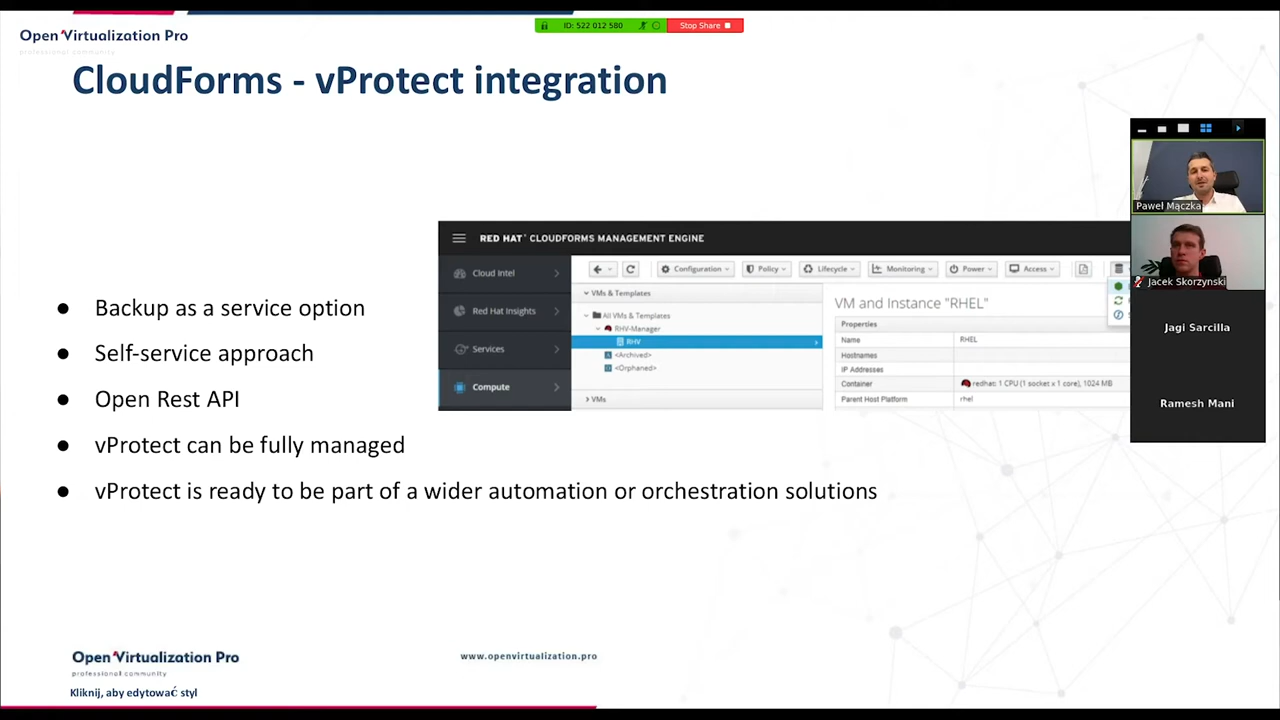 Open Virtualization Pro
professional community
ID: 522 012 580
Stop Share
CloudForms - vProtect integration
Paweł Mączka
Jacek Skorzynski
Jagi Sarcilla
Ramesh Mani
RED HAT CLOUDFORMS MANAGEMENT ENGINE
Cloud Intel
Red Hat Insights
Services
Compute
Configuration
Policy
Lifecycle
Monitoring
Power
Access
VMs & Templates
All VMs & Templates
RHV-Manager
RHV
<Archived>
<Orphaned>
VMs
VM and Instance "RHEL"
Properties
Name RHEL
Hostnames
IP Addresses
Container redhat: 1 CPU (1 socket x 1 core), 1024 MB
Parent Host Platform rhel
● Backup as a service option
● Self-service approach
● Open Rest API
● vProtect can be fully managed
● vProtect is ready to be part of a wider automation or orchestration solutions
Open Virtualization Pro
professional community
www.openvirtualization.pro
Kliknij, aby edytować styl